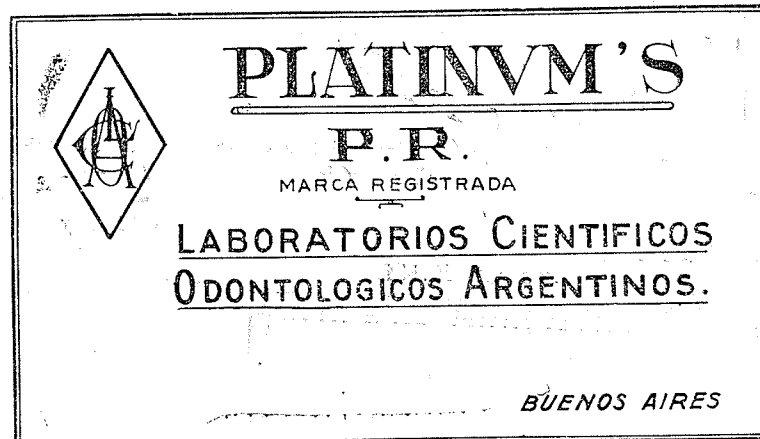 PLATINVM'S
P.R.
MARCA REGISTRADA
LABORATORIOS CIENTIFICOS
ODONTOLOGICOS ARGENTINOS.
BUENOS AIRES